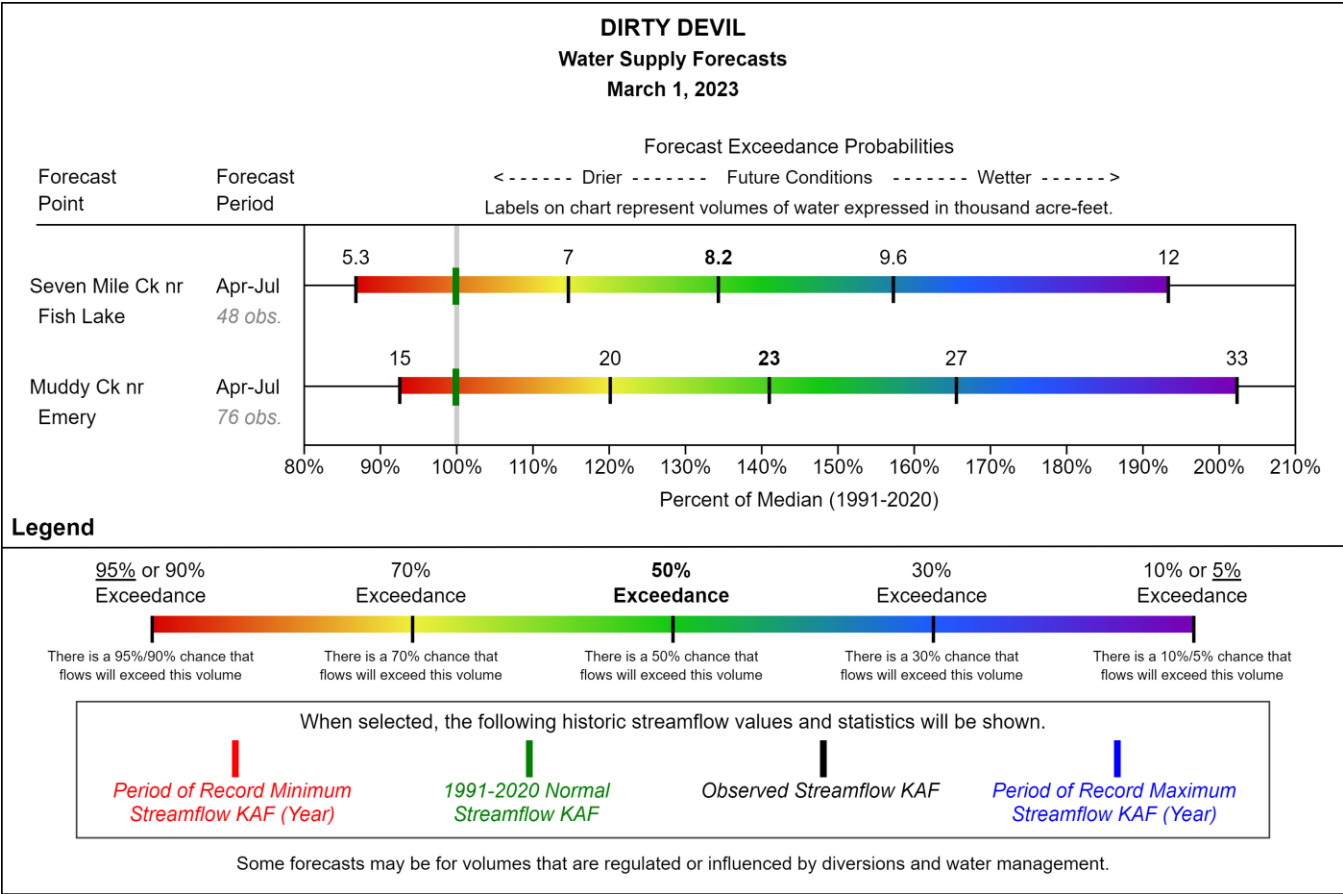 DIRTY DEVIL
Water Supply Forecasts
March 1, 2023
Forecast Exceedance Probabilities
Forecast Point
Forecast Period
<------ Drier ------- Future Conditions ------- Wetter ------>
Labels on chart represent volumes of water expressed in thousand acre-feet.
5.3 7 8.2 9.6 12
Seven Mile Ck nr Apr-Jul
Fish Lake 48 obs.
15 20 23 27 33
Muddy Ck nr Apr-Jul
Emery 76 obs.
80% 90% 100% 110% 120% 130% 140% 150% 160% 170% 180% 190% 200% 210%
Percent of Median (1991-2020)
Legend
95% or 90% 70% 50% 30% 10% or 5%
Exceedance Exceedance Exceedance Exceedance Exceedance
There is a 95%/90% chance that
flows will exceed this volume
There is a 70% chance that
flows will exceed this volume
There is a 50% chance that
flows will exceed this volume
There is a 30% chance that
flows will exceed this volume
There is a 10%/5% chance that
flows will exceed this volume
When selected, the following historic streamflow values and statistics will be shown.
Period of Record Minimum
Streamflow KAF (Year)
1991-2020 Normal
Streamflow KAF
Observed Streamflow KAF
Period of Record Maximum
Streamflow KAF (Year)
Some forecasts may be for volumes that are regulated or influenced by diversions and water management.